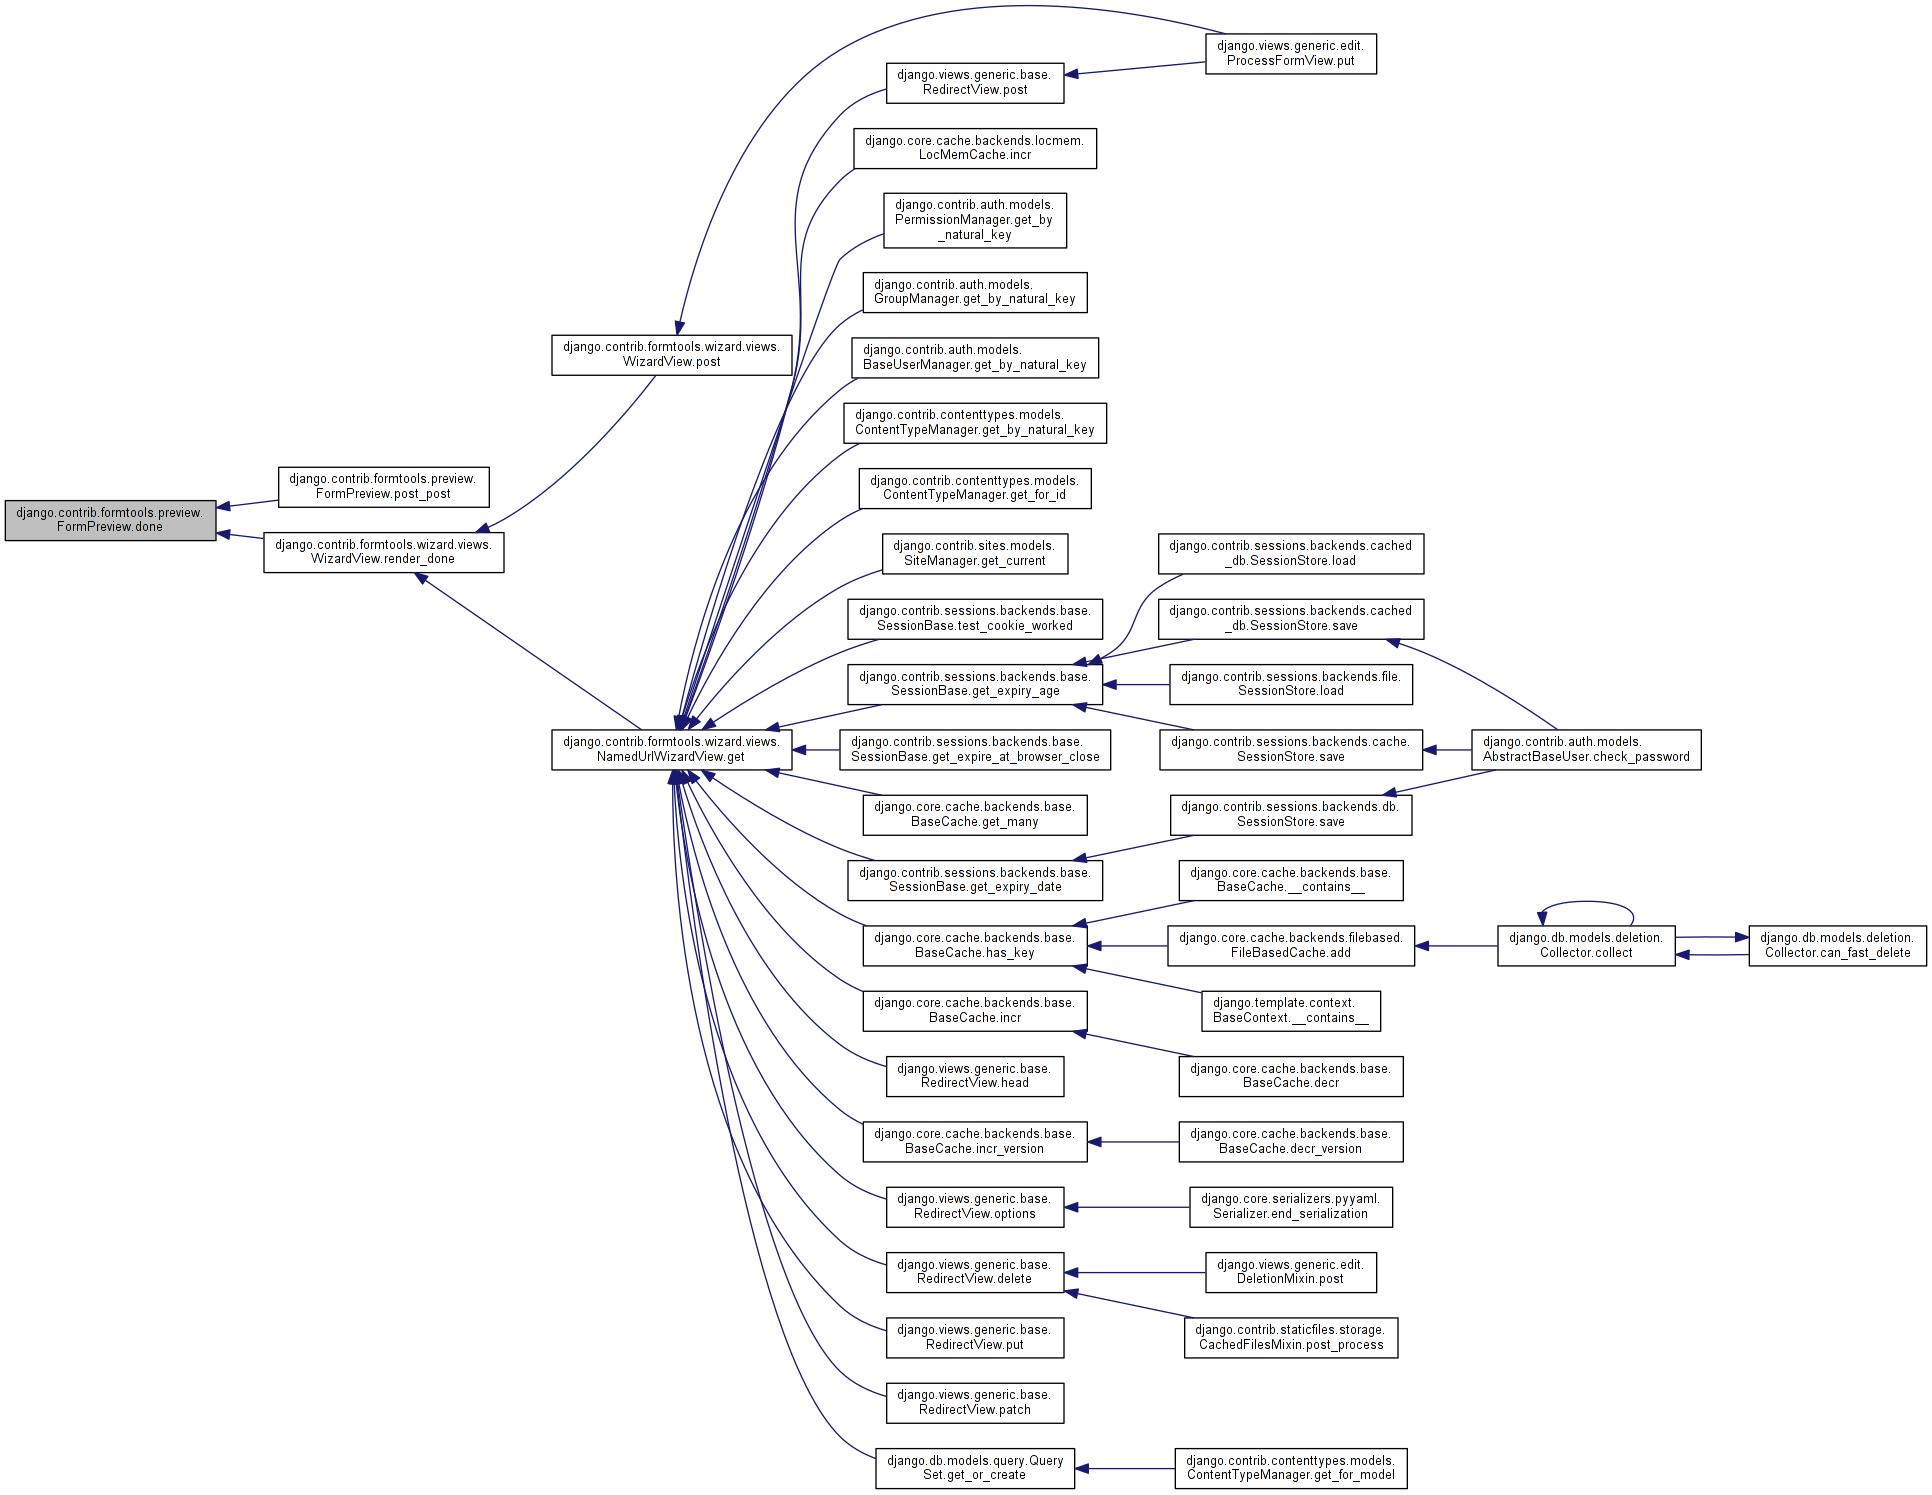 django.views.generic.edit.
ProcessFormView.put
django.views.generic.base.
RedirectView.post
django.core.cache.backends.locmem.
LocMemCache.incr
django.contrib.auth.models.
PermissionManager.get_by
_natural_key
django.contrib.auth.models.
GroupManager.get_by_natural_key
django.contrib.formtools.wizard.views.
WizardView.post
django.contrib.auth.models.
BaseUserManager.get_by_natural_key
django.contrib.contenttypes.models.
ContentTypeManager.get_by_natural_key
django.contrib.formtools.preview.
FormPreview.post_post
django.contrib.contenttypes.models.
ContentTypeManager.get_for_id
django.contrib.formtools.preview.
FormPreview.done
django.contrib.formtools.wizard.views.
WizardView.render_done
django.contrib.sites.models.
SiteManager.get_current
django.contrib.sessions.backends.cached
_db.SessionStore.load
django.contrib.sessions.backends.base.
SessionBase.test_cookie_worked
django.contrib.sessions.backends.cached
_db.SessionStore.save
django.contrib.sessions.backends.base.
SessionBase.get_expiry_age
django.contrib.sessions.backends.file.
SessionStore.load
django.contrib.formtools.wizard.views.
NamedUrlWizardView.get
django.contrib.sessions.backends.base.
SessionBase.get_expire_at_browser_close
django.contrib.sessions.backends.cache.
SessionStore.save
django.contrib.auth.models.
AbstractBaseUser.check_password
django.core.cache.backends.base.
BaseCache.get_many
django.contrib.sessions.backends.db.
SessionStore.save
django.contrib.sessions.backends.base.
SessionBase.get_expiry_date
django.core.cache.backends.base.
BaseCache.__contains__
django.core.cache.backends.base.
BaseCache.has_key
django.core.cache.backends.filebased.
FileBasedCache.add
django.db.models.deletion.
Collector.collect
django.db.models.deletion.
Collector.can_fast_delete
django.core.cache.backends.base.
BaseCache.incr
django.template.context.
BaseContext.__contains__
django.views.generic.base.
RedirectView.head
django.core.cache.backends.base.
BaseCache.decr
django.core.cache.backends.base.
BaseCache.incr_version
django.core.cache.backends.base.
BaseCache.decr_version
django.views.generic.base.
RedirectView.options
django.core.serializers.pyyaml.
Serializer.end_serialization
django.views.generic.base.
RedirectView.delete
django.views.generic.edit.
DeletionMixin.post
django.views.generic.base.
RedirectView.put
django.contrib.staticfiles.storage.
CachedFilesMixin.post_process
django.views.generic.base.
RedirectView.patch
django.db.models.query.Query
Set.get_or_create
django.contrib.contenttypes.models.
ContentTypeManager.get_for_model